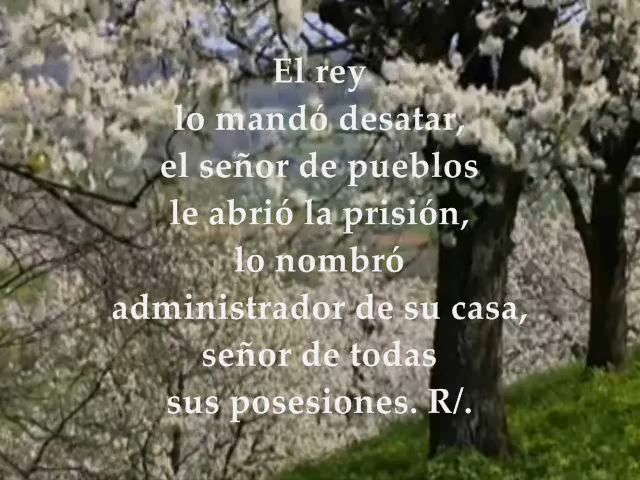 El rey
lo mandó desatar,
el señor de pueblos
le abrió la prisión,
lo nombró
administrador de su casa,
señor de todas
sus posesiones. R/.